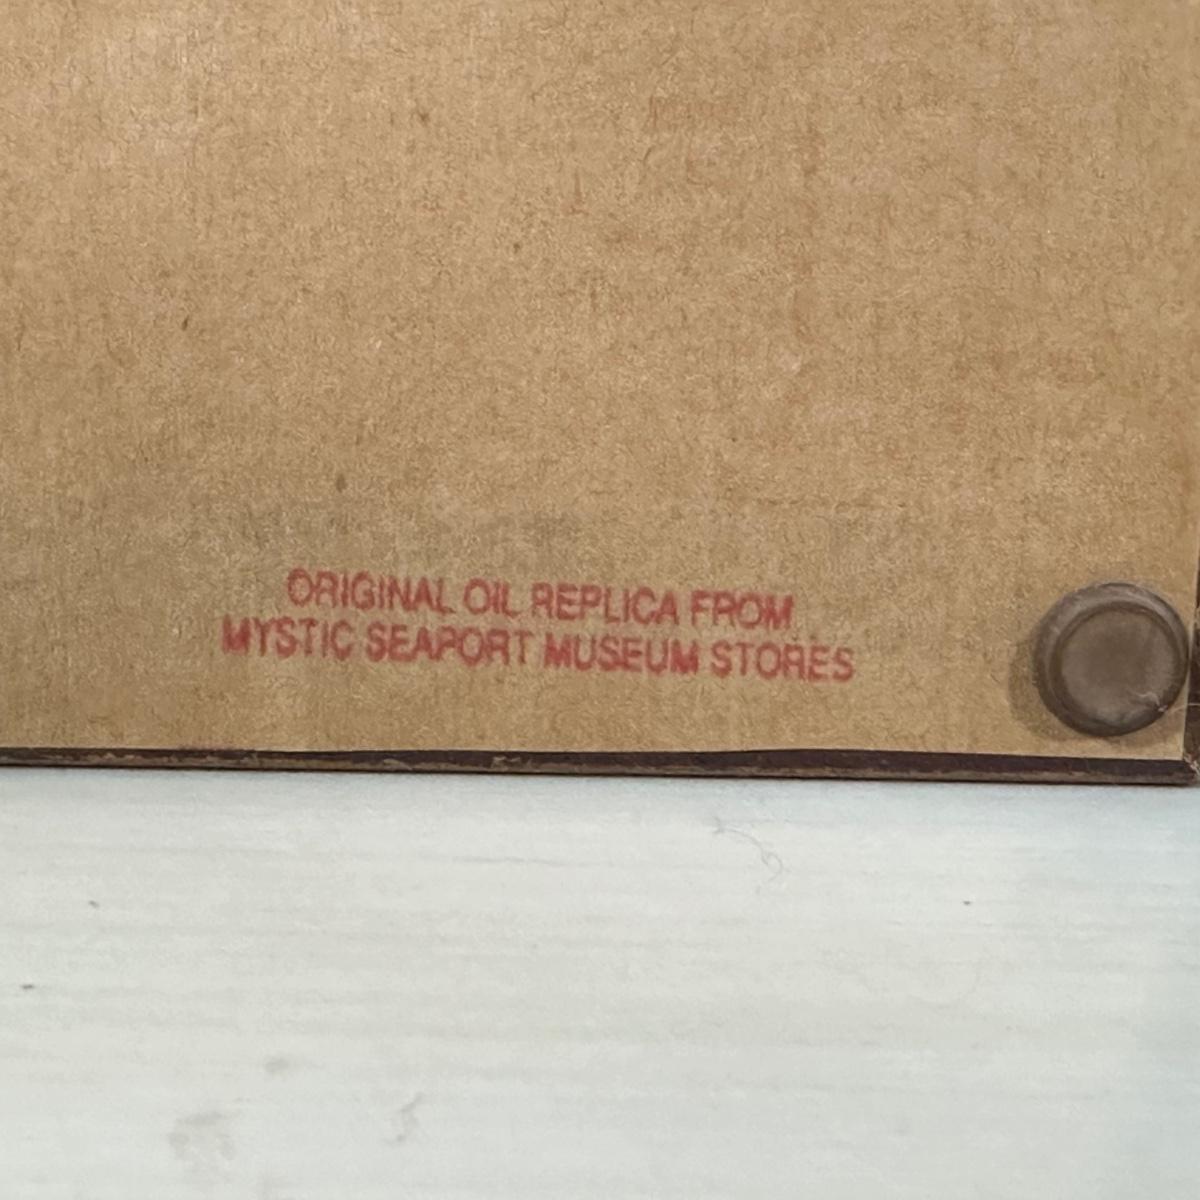 ORIGINAL OIL REPLICA FROM
MYSTIC SEAPORT MUSEUM STORES